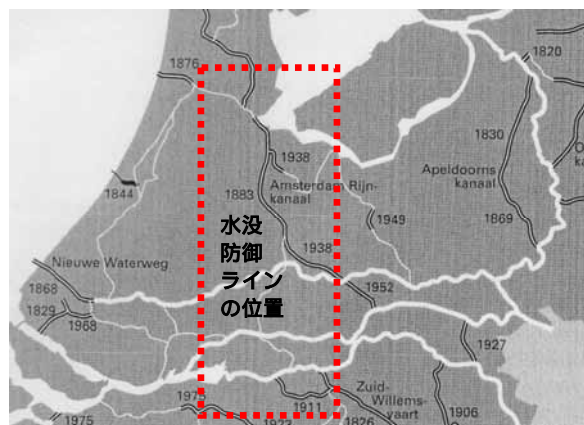 1820
1876
1830
1938
Apeldoorns
kanaal
Amsterdam Rijn-
kanaal
1844
1883
1949
1869
水没
防御
ライン
の位置
1938
Nieuwe Waterweg
1868
1952
1829
1968
1927
Zuid-
Willems-
vaart
1975
1911
1906
1975
1826